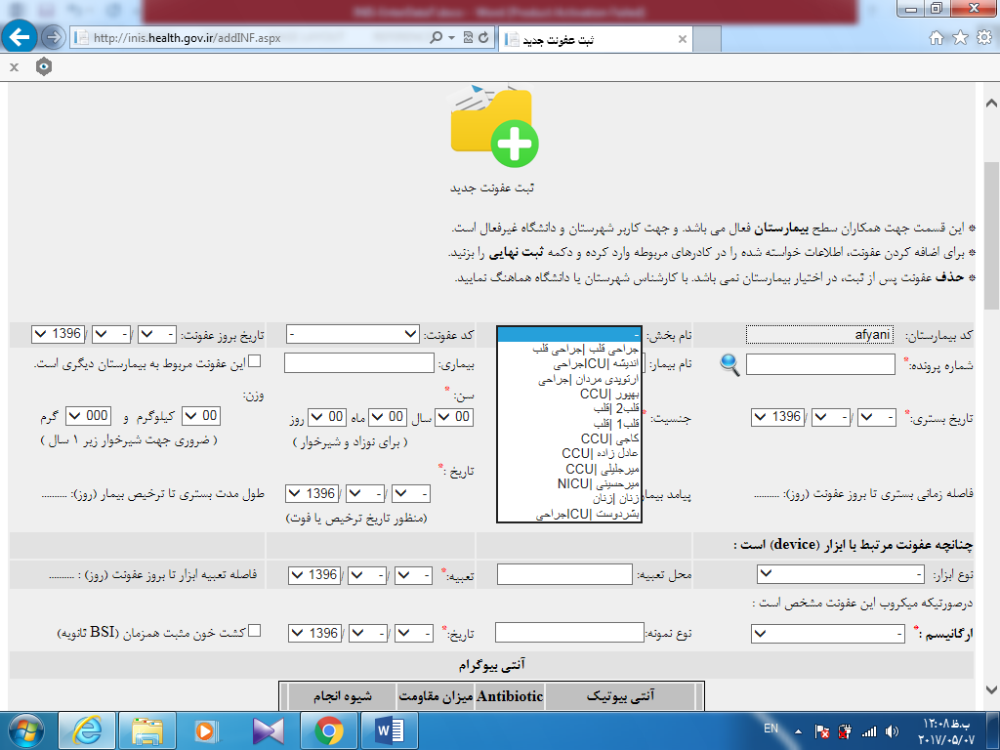 http://inis.health.gov.ir/addINF.aspx
ثبت عفونت جدید
ثبت عفونت جدید
* این قسمت جهت همکاران سطح بیمارستان فعال می باشد. و جهت کاربر شهرستان و دانشگاه غیرفعال است.
* برای اضافه کردن عفونت، اطلاعات خواسته شده را در کادرهای مربوطه وارد کرده و دکمه ثبت نهایی را بزنید.
* حذف عفونت پس از ثبت، در اختیار بیمارستان نمی باشد. با کارشناس شهرستان یا دانشگاه هماهنگ نمایید.
کد بیمارستان: afyani نام بخش: - کد عفونت: - تاریخ بروز عفونت: - / - / 1396
جراحی قلب |جراحی قلب
اندیشه |ICUجراحی
ارتوپدی مردان |جراحی
بهپور |CCU
قلب2 |قلب
قلب1 |قلب
کاجی |CCU
عادل زاده |CCU
میرجلیلی |CCU
میرحسینی |NICU
زنان |زنان
بشردوست |ICUجراحی
شماره پرونده:* نام بیمار: بیماری: این عفونت مربوط به بیمارستان دیگری است.
تاریخ بستری:* - / - / 1396 جنسیت: * سن: * 00 سال 00 ماه 00 روز
( برای نوزاد و شیرخوار )
وزن:
00 کیلوگرم و 000 گرم
( ضروری جهت شیرخوار زیر ۱ سال )
فاصله زمانی بستری تا بروز عفونت (روز): .......... پیامد بیمار تاریخ :* - / - / 1396 طول مدت بستری تا ترخیص بیمار (روز): ..........
(منظور تاریخ ترخیص یا فوت)
چنانچه عفونت مرتبط با ابزار (device) است :
نوع ابزار: - محل تعبیه: تعبیه:* - / - / 1396 فاصله تعبیه ابزار تا بروز عفونت (روز) : ..........
درصورتیکه میکروب این عفونت مشخص است :
ارگانیسم :* - نوع نمونه: تاریخ:* - / - / 1396 کشت خون مثبت همزمان (BSI ثانویه)
آنتی بیوگرام
آنتی بیوتیک Antibiotic میزان مقاومت شیوه انجام
EN
ب.ظ ۱۲:۰۸
۲۰۱۷/۰۵/۰۷